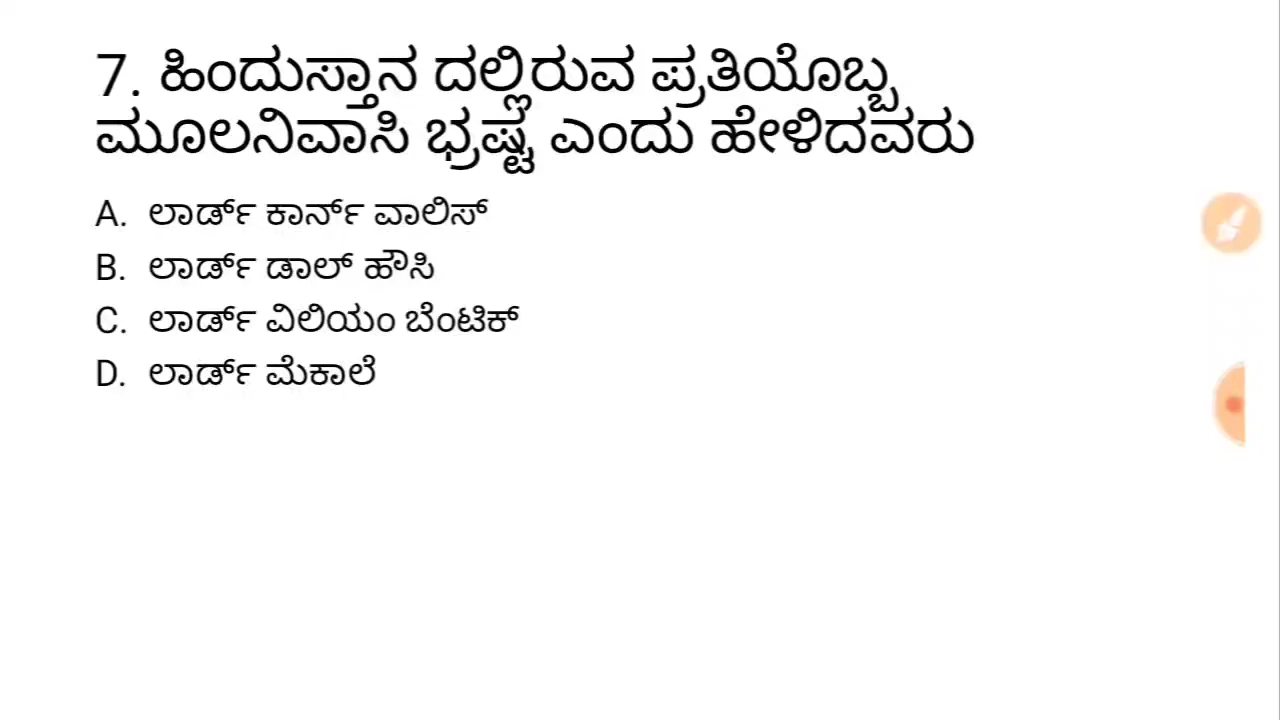 7. ಹಿಂದುಸ್ತಾನ ದಲ್ಲಿರುವ ಪ್ರತಿಯೊಬ್ಬ
ಮೂಲನಿವಾಸಿ ಭ್ರಷ್ಟ ಎಂದು ಹೇಳಿದವರು
A. ಲಾರ್ಡ್ ಕಾರ್ನ್ ವಾಲಿಸ್
B. ಲಾರ್ಡ್ ಡಾಲ್ ಹೌಸಿ
C. ಲಾರ್ಡ್ ವಿಲಿಯಂ ಬೆಂಟಿಕ್
D. ಲಾರ್ಡ್ ಮೆಕಾಲೆ